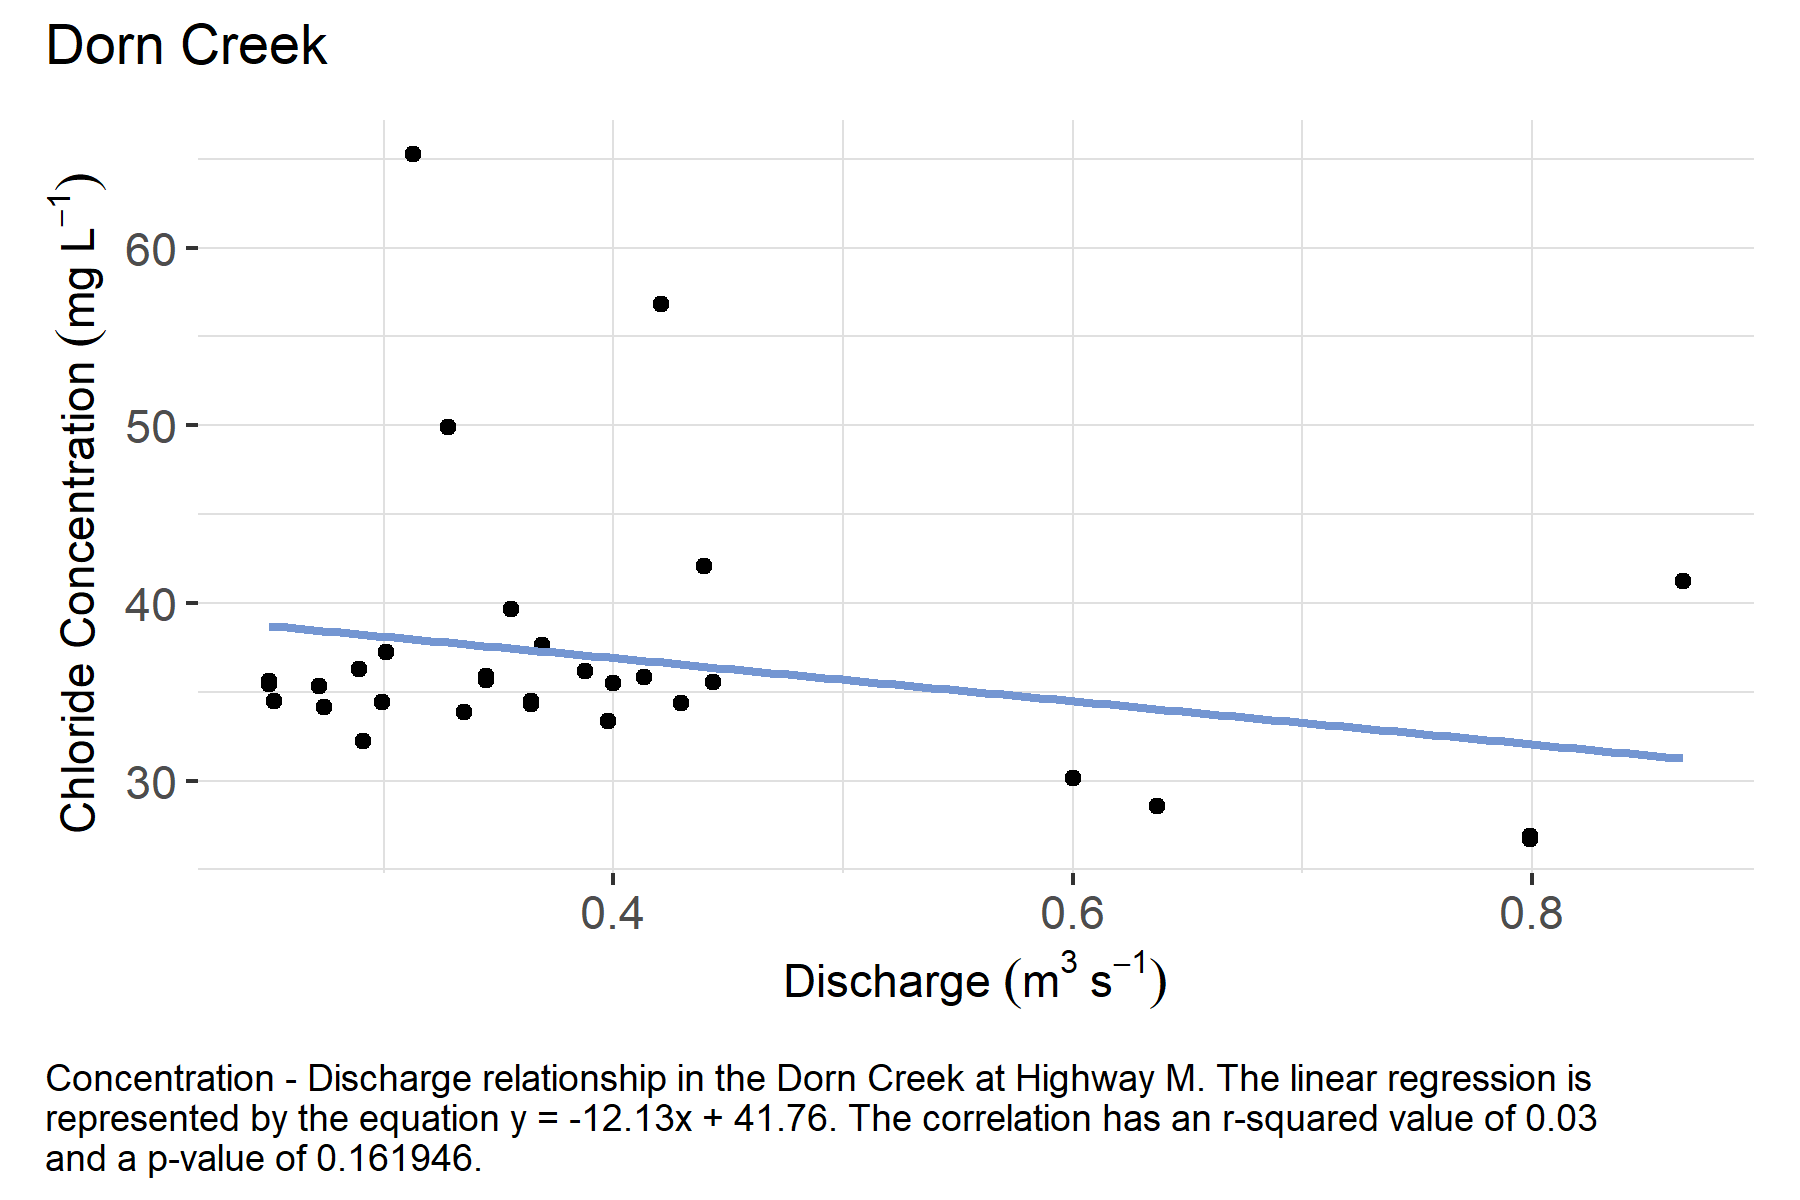 Dorn Creek
Chloride Concentration (mg L⁻¹)
60
50
40
30
0.4 0.6 0.8
Discharge (m³ s⁻¹)
Concentration - Discharge relationship in the Dorn Creek at Highway M. The linear regression is
represented by the equation y = -12.13x + 41.76. The correlation has an r-squared value of 0.03
and a p-value of 0.161946.